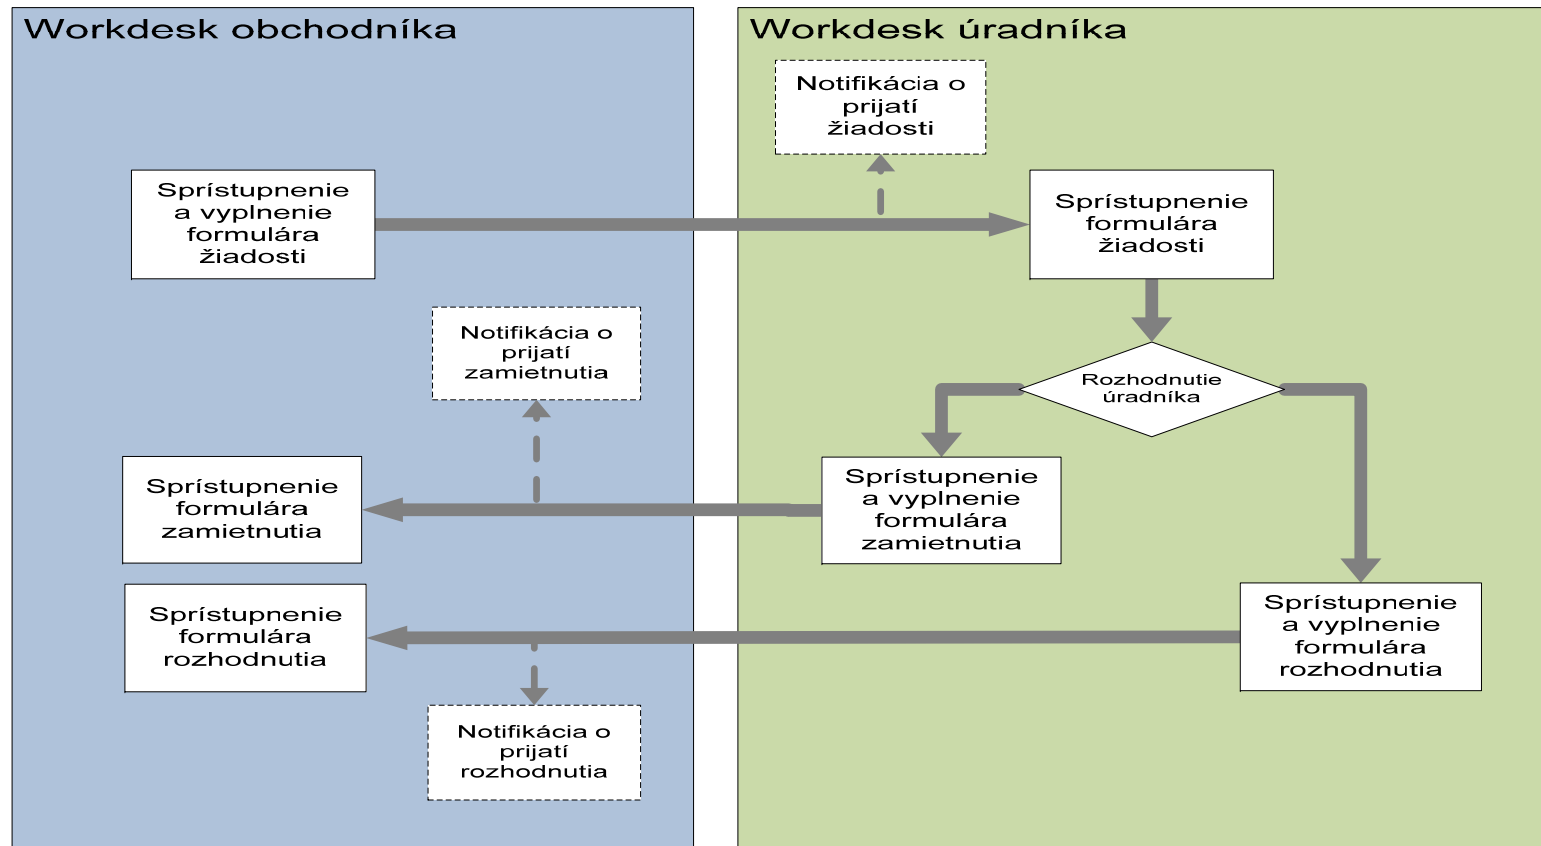 Workdesk obchodníka
Sprístupnenie
a vyplnenie
formulára
žiadosti
Notifikácia o
prijatí
zamietnutia
Sprístupnenie
formulára
zamietnutia
Sprístupnenie
formulára
rozhodnutia
Notifikácia o
prijatí
rozhodnutia
Workdesk úradníka
Notifikácia o
prijatí
žiadosti
Sprístupnenie
formulára
žiadosti
Rozhodnutie
úradníka
Sprístupnenie
a vyplnenie
formulára
zamietnutia
Sprístupnenie
a vyplnenie
formulára
rozhodnutia